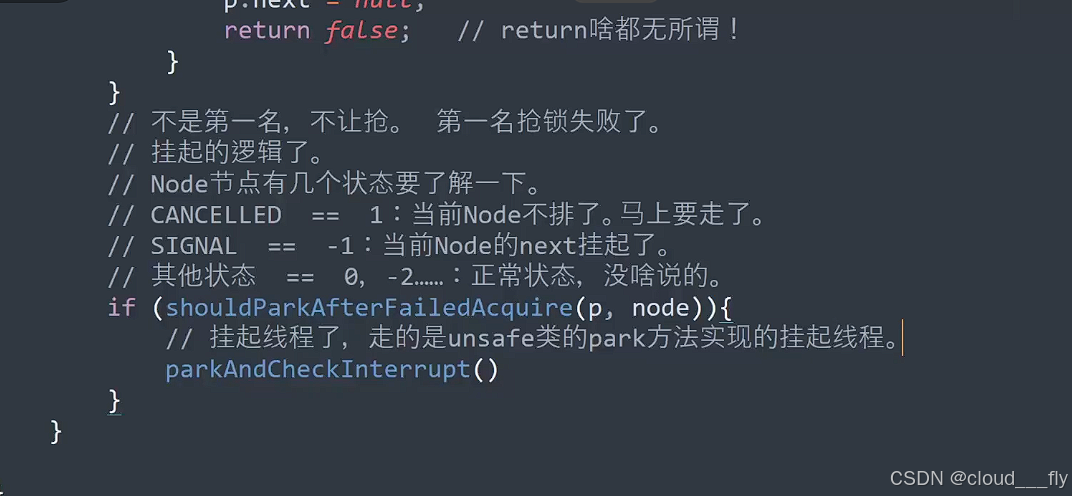 p.next = null;
return false;   // return啥都无所谓！
}
}
// 不是第一名，不让抢。  第一名抢锁失败了。
// 挂起的逻辑了。
// Node节点有几个状态要了解一下。
// CANCELLED  ==  1：当前Node不排了。马上要走了。
// SIGNAL  ==  -1：当前Node的next挂起了。
// 其他状态  ==  0，-2……：正常状态，没啥说的。
if (shouldParkAfterFailedAcquire(p, node)){
// 挂起线程了，走的是unsafe类的park方法实现的挂起线程。
parkAndCheckInterrupt()
}
}
CSDN @cloud___fly